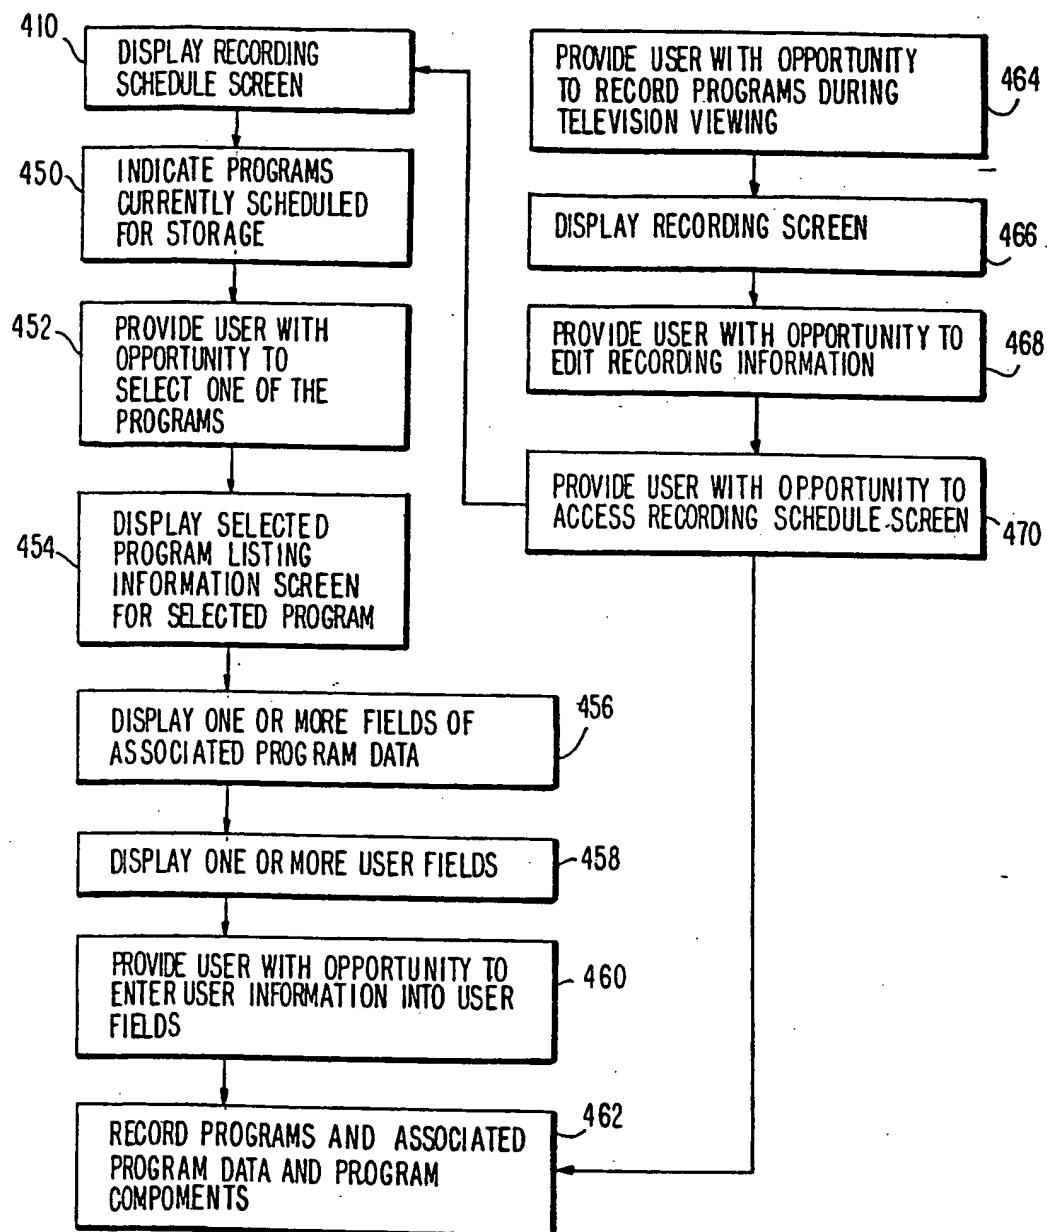 410
DISPLAY RECORDING
SCHEDULE SCREEN
450
INDICATE PROGRAMS
CURRENTLY SCHEDULED
FOR STORAGE
452
PROVIDE USER WITH
OPPORTUNITY TO
SELECT ONE OF THE
PROGRAMS
454
DISPLAY SELECTED
PROGRAM LISTING
INFORMATION SCREEN
FOR SELECTED PROGRAM
DISPLAY ONE OR MORE FIELDS OF
ASSOCIATED PROGRAM DATA
456
DISPLAY ONE OR MORE USER FIELDS
458
PROVIDE USER WITH OPPORTUNITY TO
ENTER USER INFORMATION INTO USER
FIELDS
460
RECORD PROGRAMS AND ASSOCIATED
PROGRAM DATA AND PROGRAM
COMPOMENTS
462
PROVIDE USER WITH OPPORTUNITY
TO RECORD PROGRAMS DURING
TELEVISION VIEWING
464
DISPLAY RECORDING SCREEN
466
PROVIDE USER WITH OPPORTUNITY TO
EDIT RECORDING INFORMATION
468
PROVIDE USER WITH OPPORTUNITY TO
ACCESS RECORDING SCHEDULE SCREEN
470